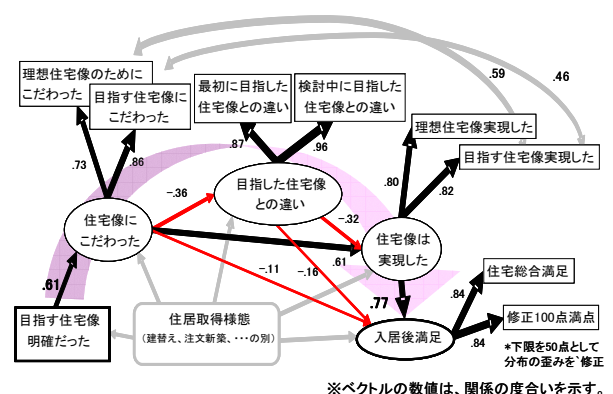 理想住宅像のために
こだわった
目指す住宅像に
こだわった
最初に目指した
住宅像との違い
検討中に目指した
住宅像との違い
.59
.46
理想住宅像実現した
目指す住宅像実現した
.73
.86
.87
.96
.80
.82
−.36
目指した住宅像
との違い
−.32
住宅像に
こだわった
住宅像は
実現した
.61
.61
−.11
−.16
.77
目指す住宅像
明確だった
住居取得様態
(建替え、注文新築、・・・の別)
入居後満足
.84
.84
住宅総合満足
修正100点満点
*下限を50点として
分布の歪みを`修正
※ベクトルの数値は、関係の度合いを示す。